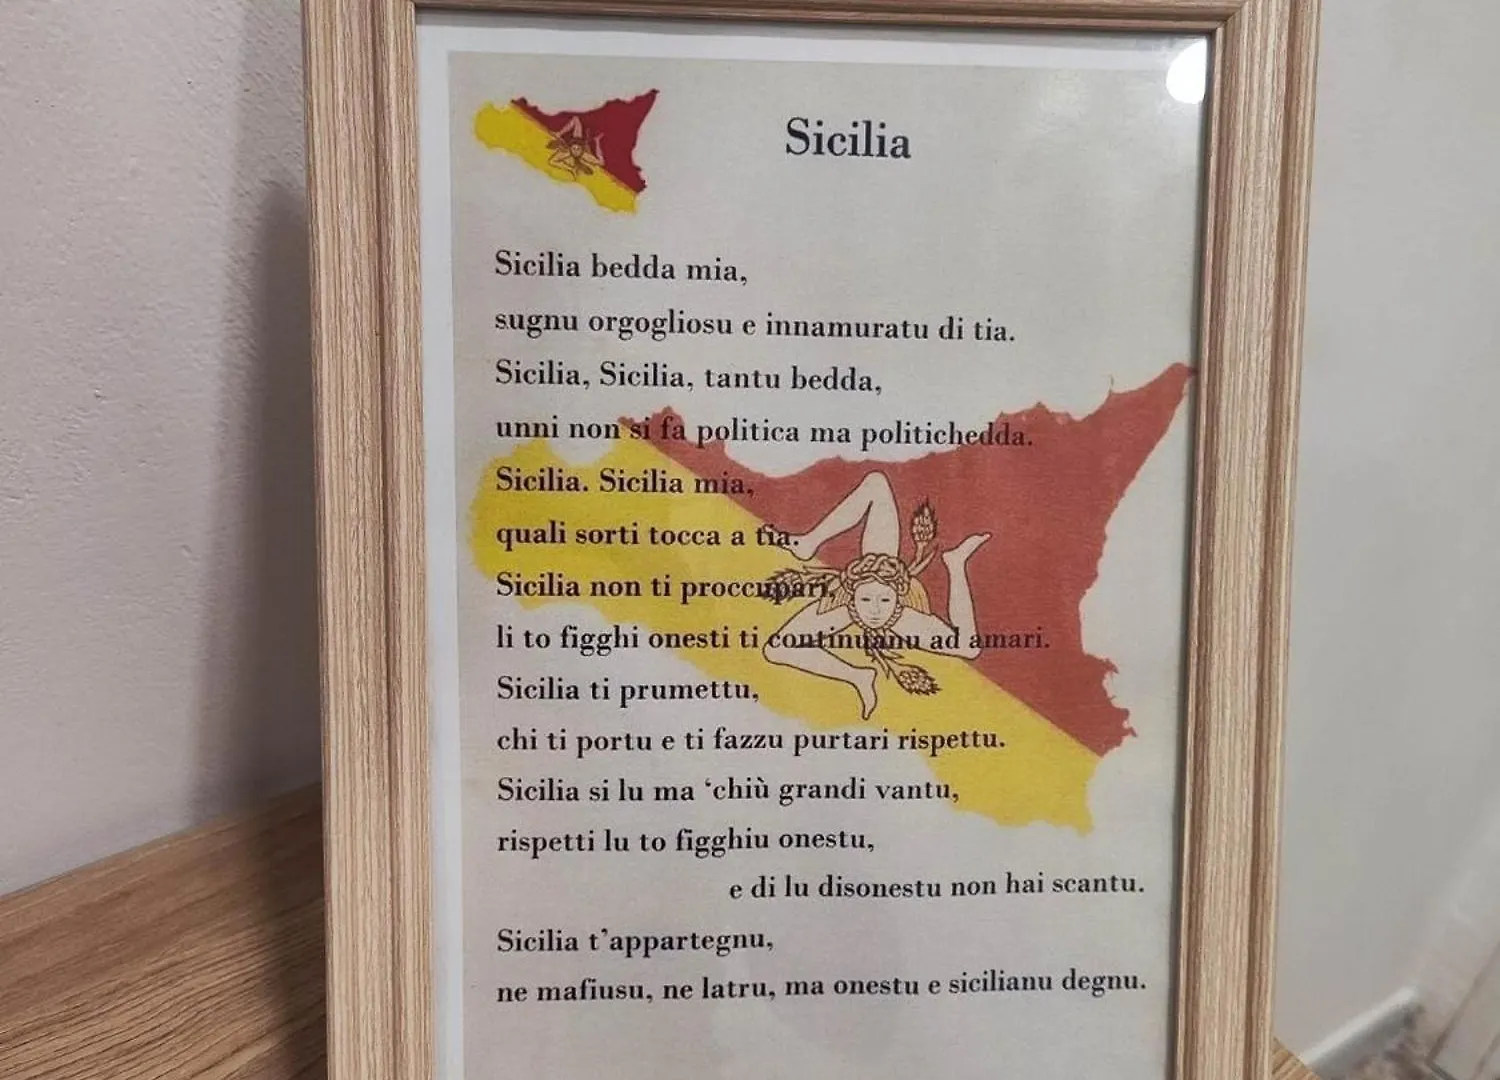 Sicilia
Sicilia bedda mia,
sugnu orgogliosu e innamuratu di tia.
Sicilia, Sicilia, tantu bedda,
unni non si fa politica ma politichedda.
Sicilia. Sicilia mia,
quali sorti tocca a tia.
Sicilia non ti proccupari,
li to figghi onesti ti continuanu ad amari.
Sicilia ti prumettu,
chi ti portu e ti fazzu purtari rispettu.
Sicilia si lu ma ‘chiù grandi vantu,
rispetti lu to figghiu onestu,
e di lu disonestu non hai scantu.
Sicilia t’appartegnu,
ne mafiusu, ne latru, ma onestu e sicilianu degnu.